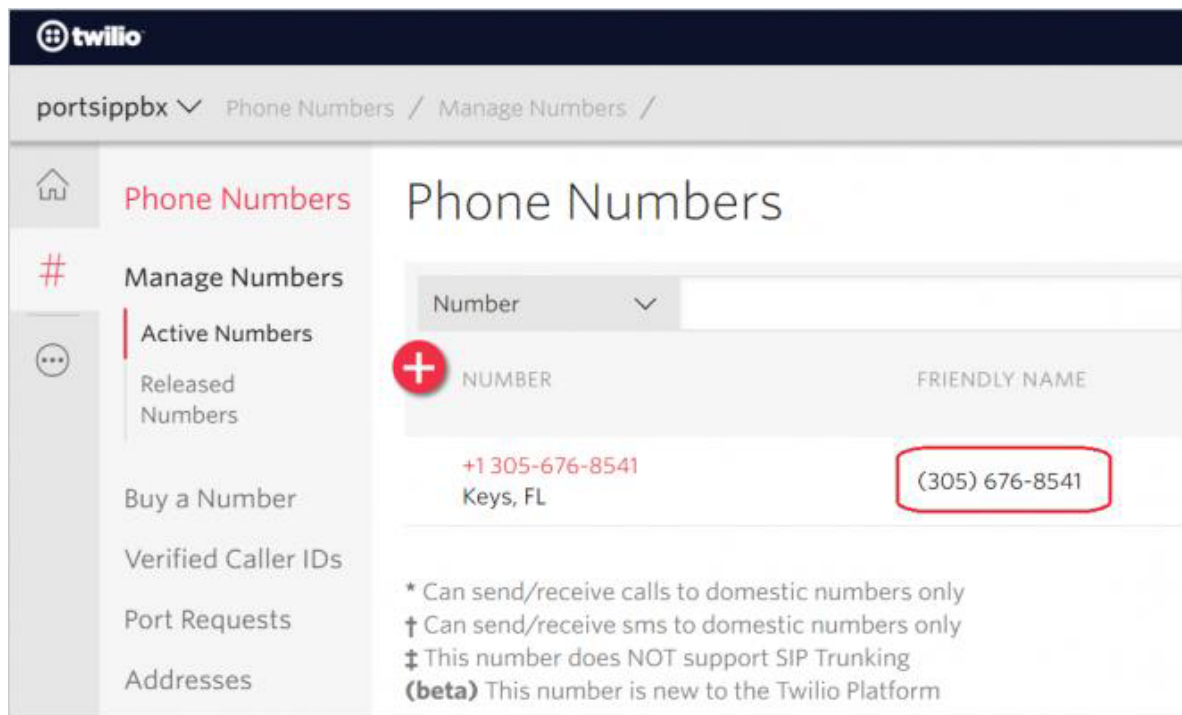 twilio
portsippbx Phone Numbers / Manage Numbers /
Phone Numbers
#
Manage Numbers
Active Numbers
Released
Numbers
Buy a Number
Verified Caller IDs
Port Requests
Addresses
Phone Numbers
Number
NUMBER FRIENDLY NAME
+1 305-676-8541
Keys, FL
(305) 676-8541
* Can send/receive calls to domestic numbers only
† Can send/receive sms to domestic numbers only
‡ This number does NOT support SIP Trunking
(beta) This number is new to the Twilio Platform